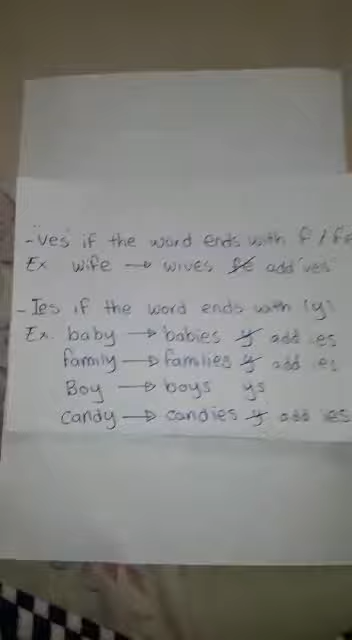 -ves if the word ends with f / fe
Ex wife → wives fe add ves
-Ies if the word ends with (y)
Ex. baby → babies y add ies
family → families y add ies
Boy → boys ys
candy → candies y add ies